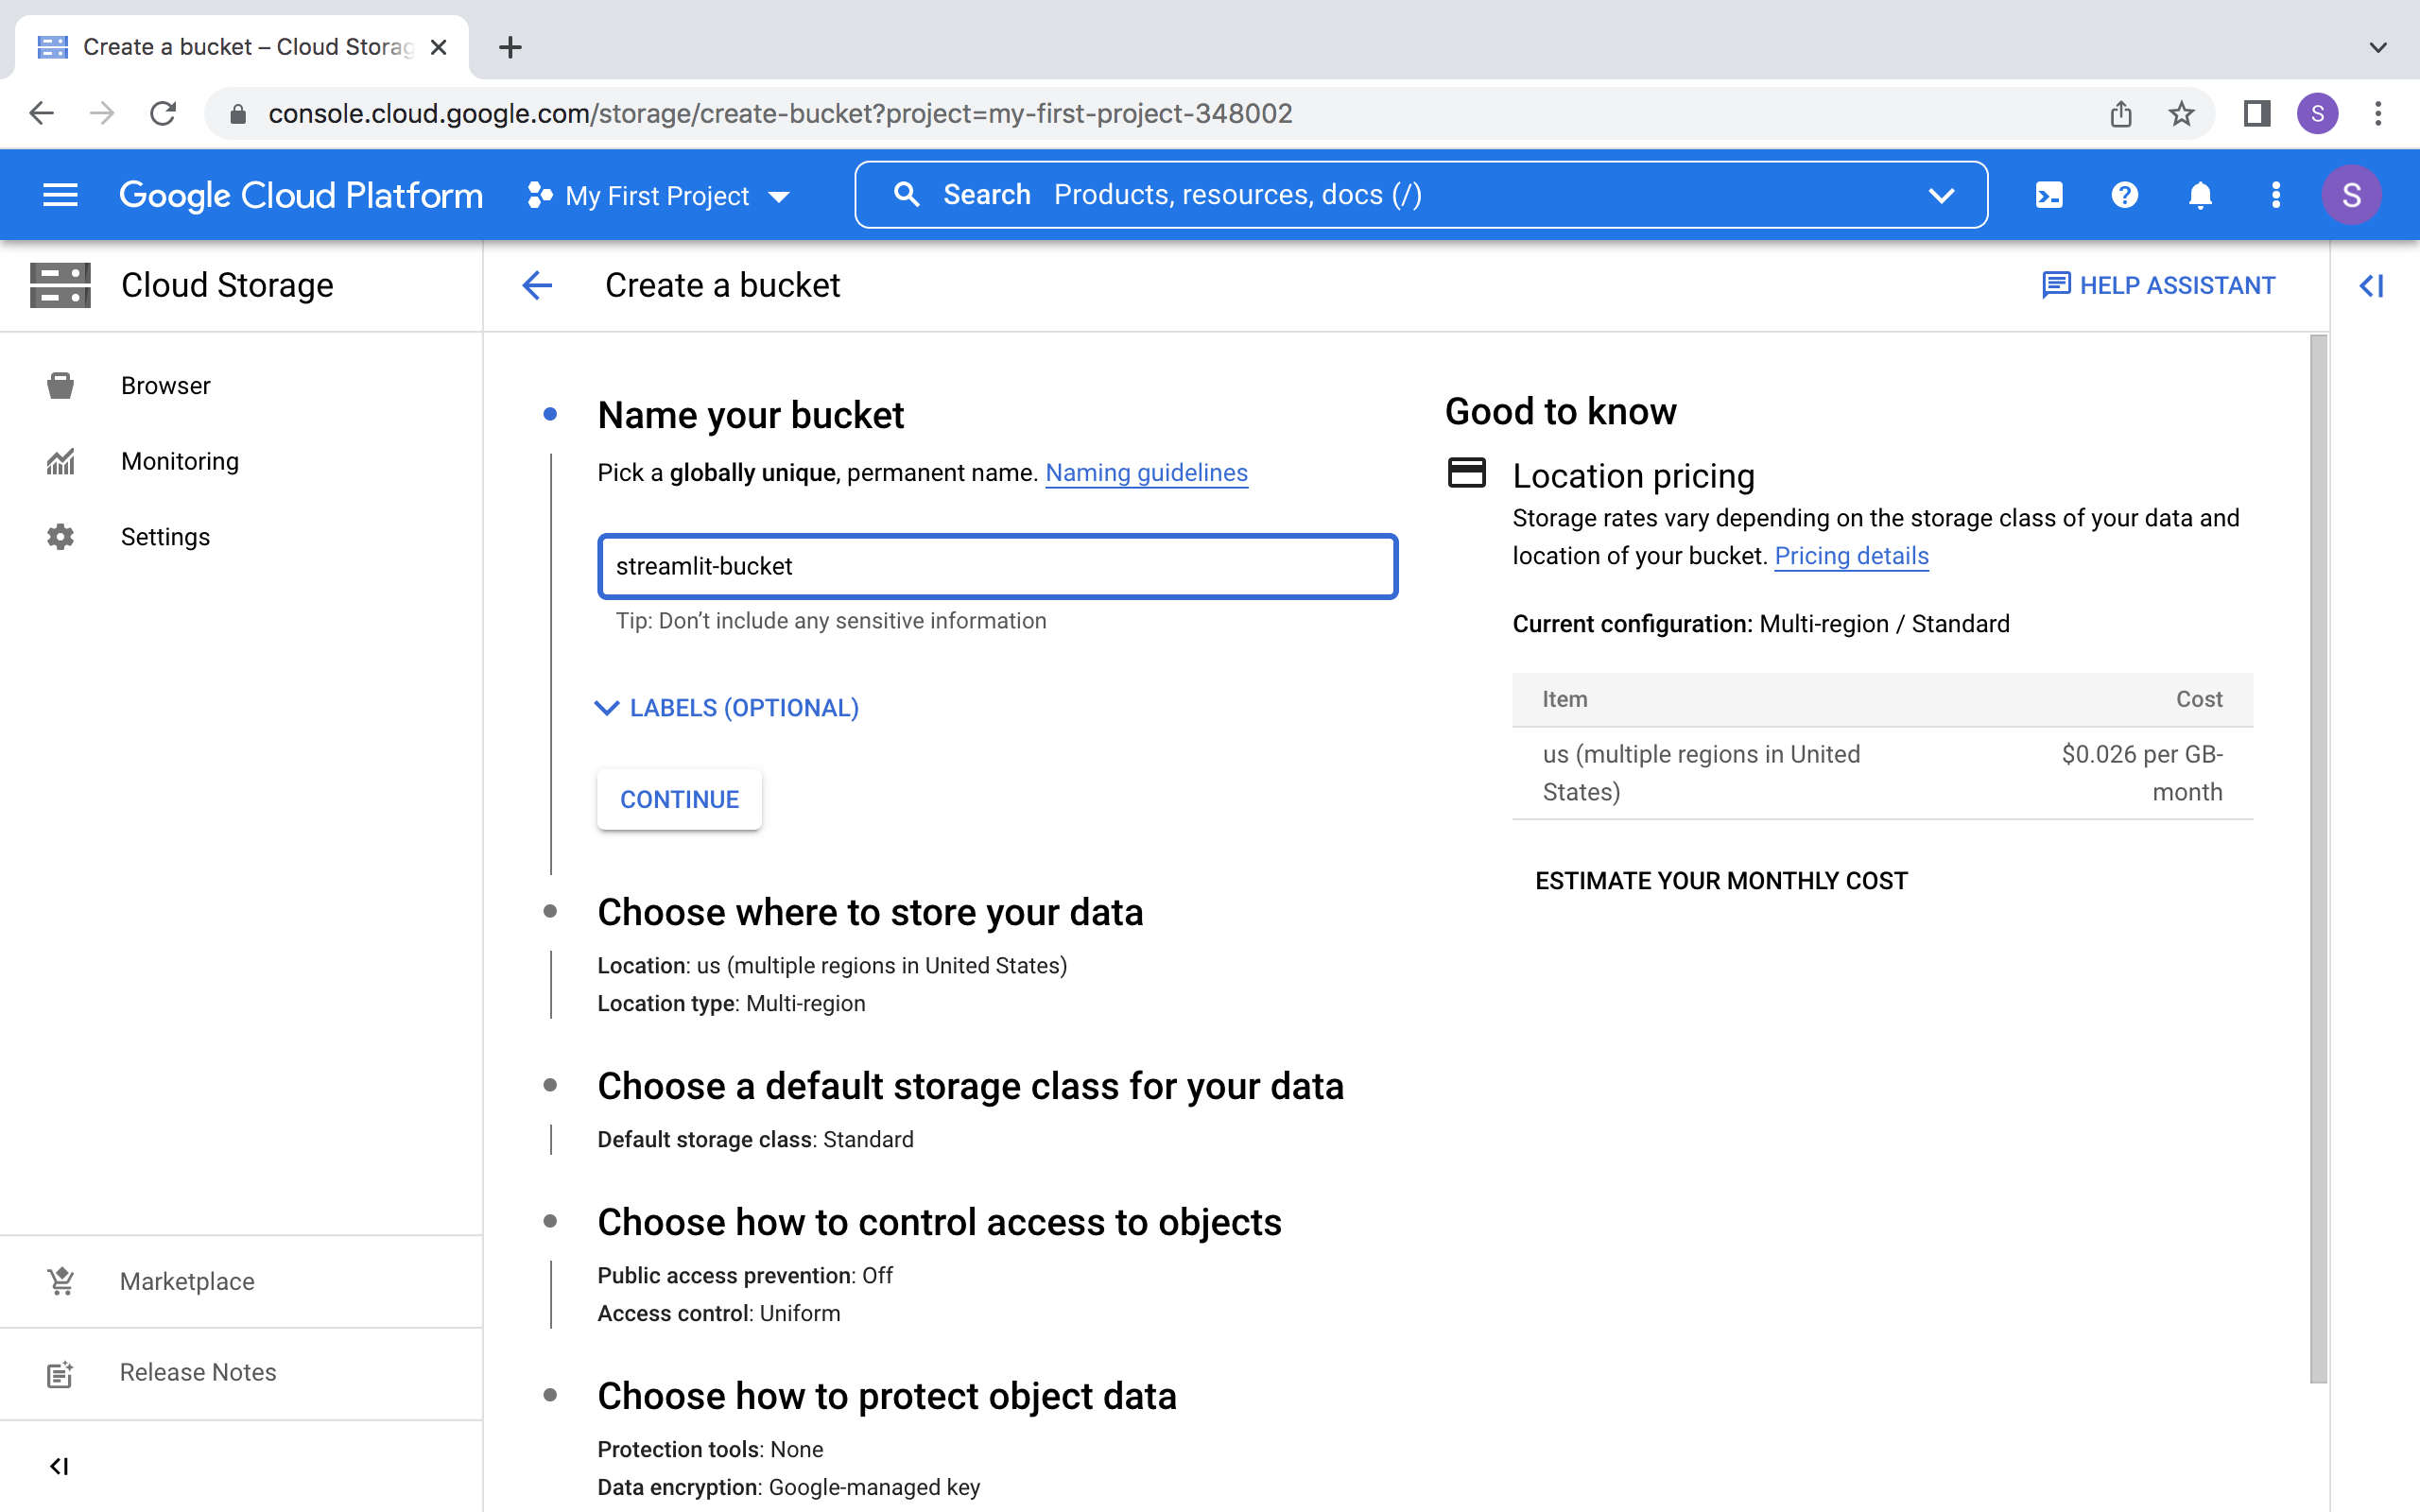 Create a bucket – Cloud Storag
console.cloud.google.com/storage/create-bucket?project=my-first-project-348002
S
Google Cloud Platform
My First Project
Search Products, resources, docs (/)
S
Cloud Storage
Create a bucket
HELP ASSISTANT
Browser
Monitoring
Settings
Marketplace
Release Notes
Name your bucket
Pick a globally unique, permanent name. Naming guidelines
streamlit-bucket
Tip: Don’t include any sensitive information
LABELS (OPTIONAL)
CONTINUE
Choose where to store your data
Location: us (multiple regions in United States)
Location type: Multi-region
Choose a default storage class for your data
Default storage class: Standard
Choose how to control access to objects
Public access prevention: Off
Access control: Uniform
Choose how to protect object data
Protection tools: None
Data encryption: Google-managed key
Good to know
Location pricing
Storage rates vary depending on the storage class of your data and
location of your bucket. Pricing details
Current configuration: Multi-region / Standard
Item Cost
us (multiple regions in United $0.026 per GB-
States) month
ESTIMATE YOUR MONTHLY COST